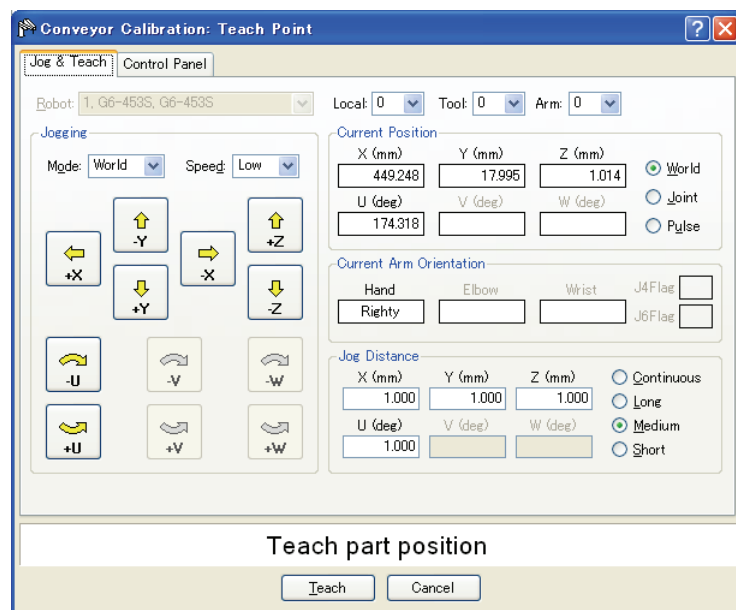 Conveyor Calibration: Teach Point
Jog & Teach Control Panel
Robot: 1, G6-453S, G6-453S Local: 0 Tool: 0 Arm: 0
Jogging
Mode: World Speed: Low
-Y +Z
+X -X
+Y -Z
-U -V -W
+U +V +W
Current Position
X (mm) Y (mm) Z (mm)
449.248 17.995 1.014
U (deg) V (deg) W (deg)
174.318
World
Joint
Pulse
Current Arm Orientation
Hand Elbow Wrist J4Flag
Righty J6Flag
Jog Distance
X (mm) Y (mm) Z (mm)
1.000 1.000 1.000
U (deg) V (deg) W (deg)
1.000
Continuous
Long
Medium
Short
Teach part position
Teach Cancel